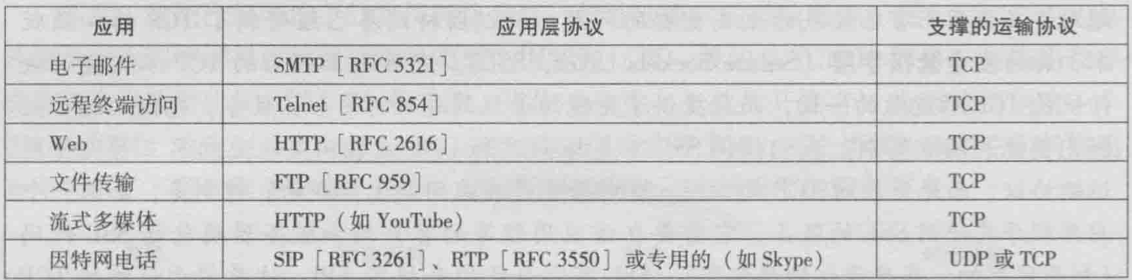 应用 应用层协议 支撑的运输协议
电子邮件 SMTP [RFC 5321] TCP
远程终端访问 Telnet [RFC 854] TCP
Web HTTP [RFC 2616] TCP
文件传输 FTP [RFC 959] TCP
流式多媒体 HTTP（如 YouTube） TCP
因特网电话 SIP [RFC 3261]、RTP [RFC 3550] 或专用的（如 Skype） UDP 或 TCP